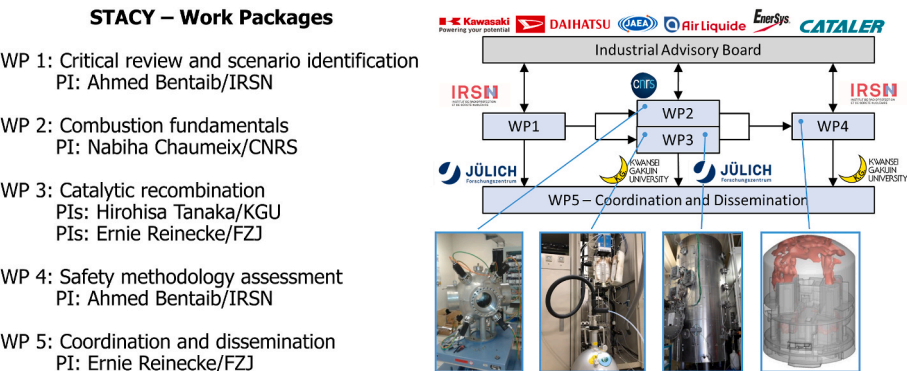 STACY – Work Packages
WP 1: Critical review and scenario identification
PI: Ahmed Bentaib/IRSN
WP 2: Combustion fundamentals
PI: Nabiha Chaumeix/CNRS
WP 3: Catalytic recombination
PIs: Hirohisa Tanaka/KGU
PIs: Ernie Reinecke/FZJ
WP 4: Safety methodology assessment
PI: Ahmed Bentaib/IRSN
WP 5: Coordination and dissemination
PI: Ernie Reinecke/FZJ
Kawasaki
Powering your potential
DAIHATSU
JAEA
Air Liquide
EnerSys.
CATALER
Industrial Advisory Board
IRSN
cnrs
IRSN
WP1
WP2
WP3
WP4
JÜLICH
Forschungszentrum
KWANSEI
GAKUIN
UNIVERSITY
JÜLICH
Forschungszentrum
KWANSEI
GAKUIN
UNIVERSITY
WP5 – Coordination and Dissemination